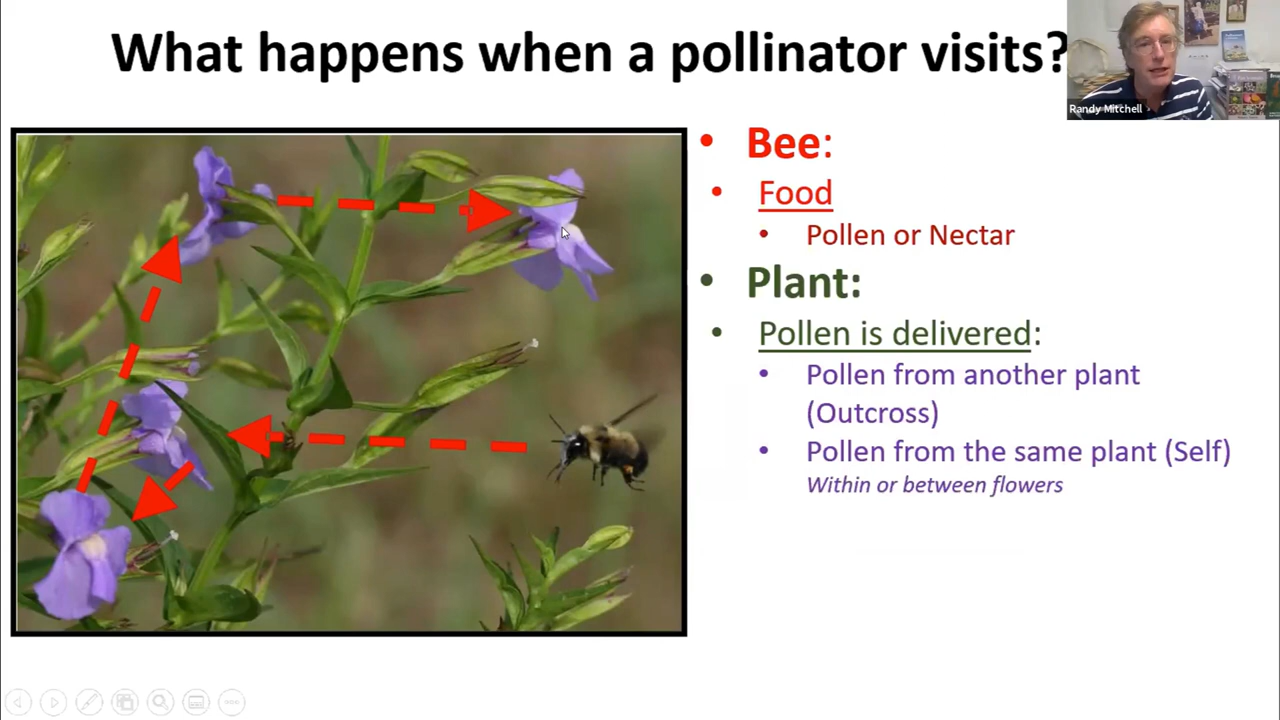 What happens when a pollinator visits?
Randy Mitchell
Bee:
Food
Pollen or Nectar
Plant:
Pollen is delivered:
Pollen from another plant
(Outcross)
Pollen from the same plant (Self)
Within or between flowers